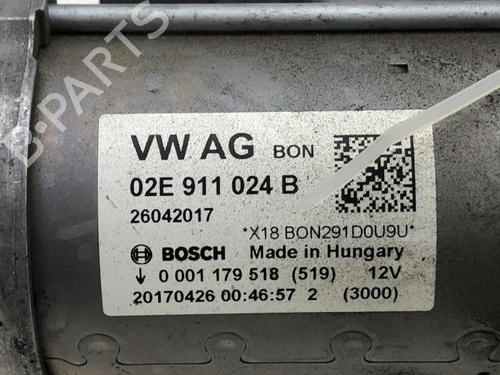 B-PARTS
VW AG BON
02E 911 024 B
26042017
*X18 BON291D0U9U*
BOSCH Made in Hungary
0 001 179 518 (519) 12V
20170426 00:46:57 2 (3000)